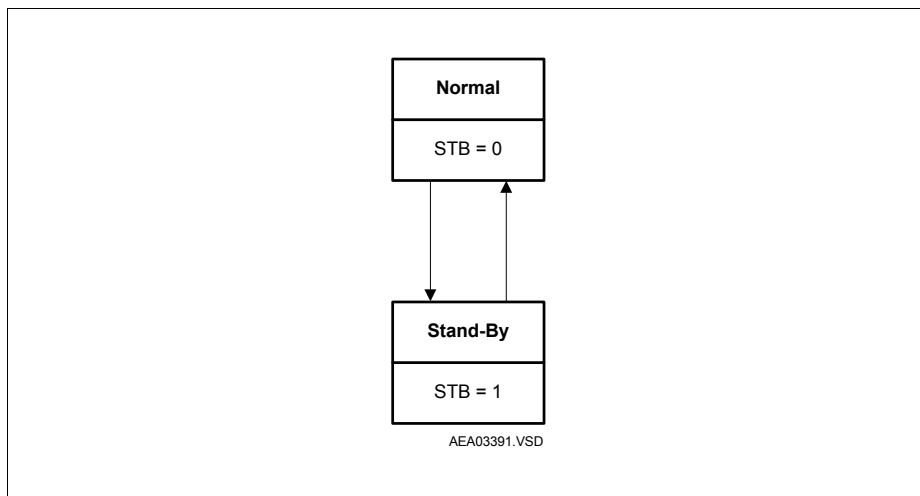 Normal
STB = 0
Stand-By
STB = 1
AEA03391.VSD